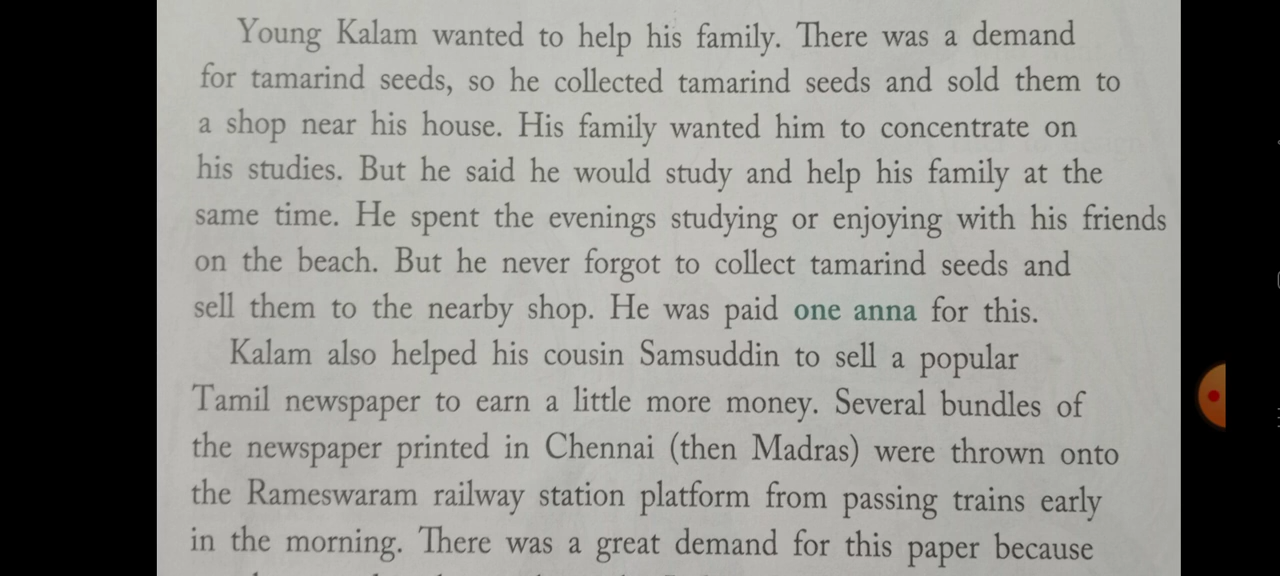 Young Kalam wanted to help his family. There was a demand
for tamarind seeds, so he collected tamarind seeds and sold them to
a shop near his house. His family wanted him to concentrate on
his studies. But he said he would study and help his family at the
same time. He spent the evenings studying or enjoying with his friends
on the beach. But he never forgot to collect tamarind seeds and
sell them to the nearby shop. He was paid one anna for this.
Kalam also helped his cousin Samsuddin to sell a popular
Tamil newspaper to earn a little more money. Several bundles of
the newspaper printed in Chennai (then Madras) were thrown onto
the Rameswaram railway station platform from passing trains early
in the morning. There was a great demand for this paper because